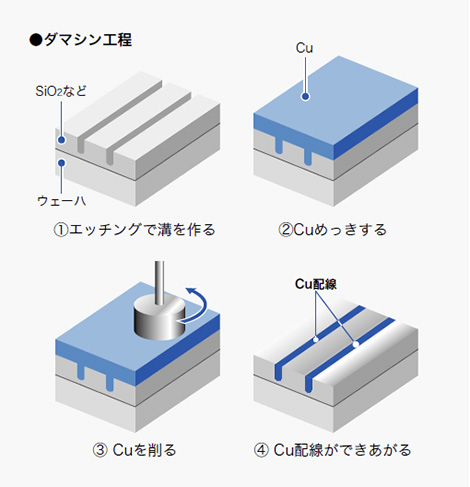 ●ダマシン工程
SiO2など
ウェーハ
①エッチングで溝を作る
Cu
②Cuめっきする
③ Cuを削る
Cu配線
④ Cu配線ができあがる